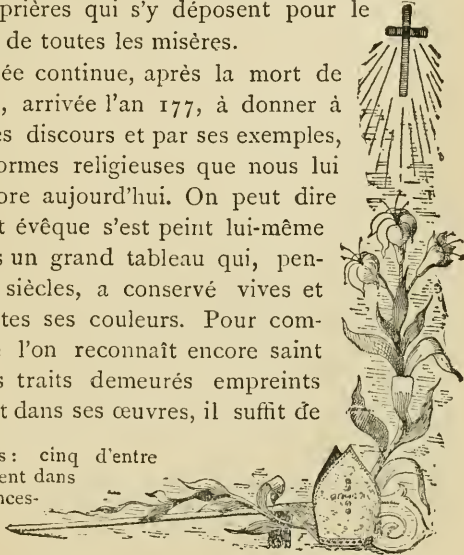 prières qui s'y déposent pour le
de toutes les misères.
ée continue, après la mort de
, arrivée l'an 177, à donner à
es discours et par ses exemples,
ormes religieuses que nous lui
ore aujourd'hui. On peut dire
t évêque s'est peint lui-même
s un grand tableau qui, pen-
siècles, a conservé vives et
tes ses couleurs. Pour com-
e l'on reconnaît encore saint
s traits demeurés empreints
t dans ses œuvres, il suffit de
s : cinq d'entre
ent dans
nces-